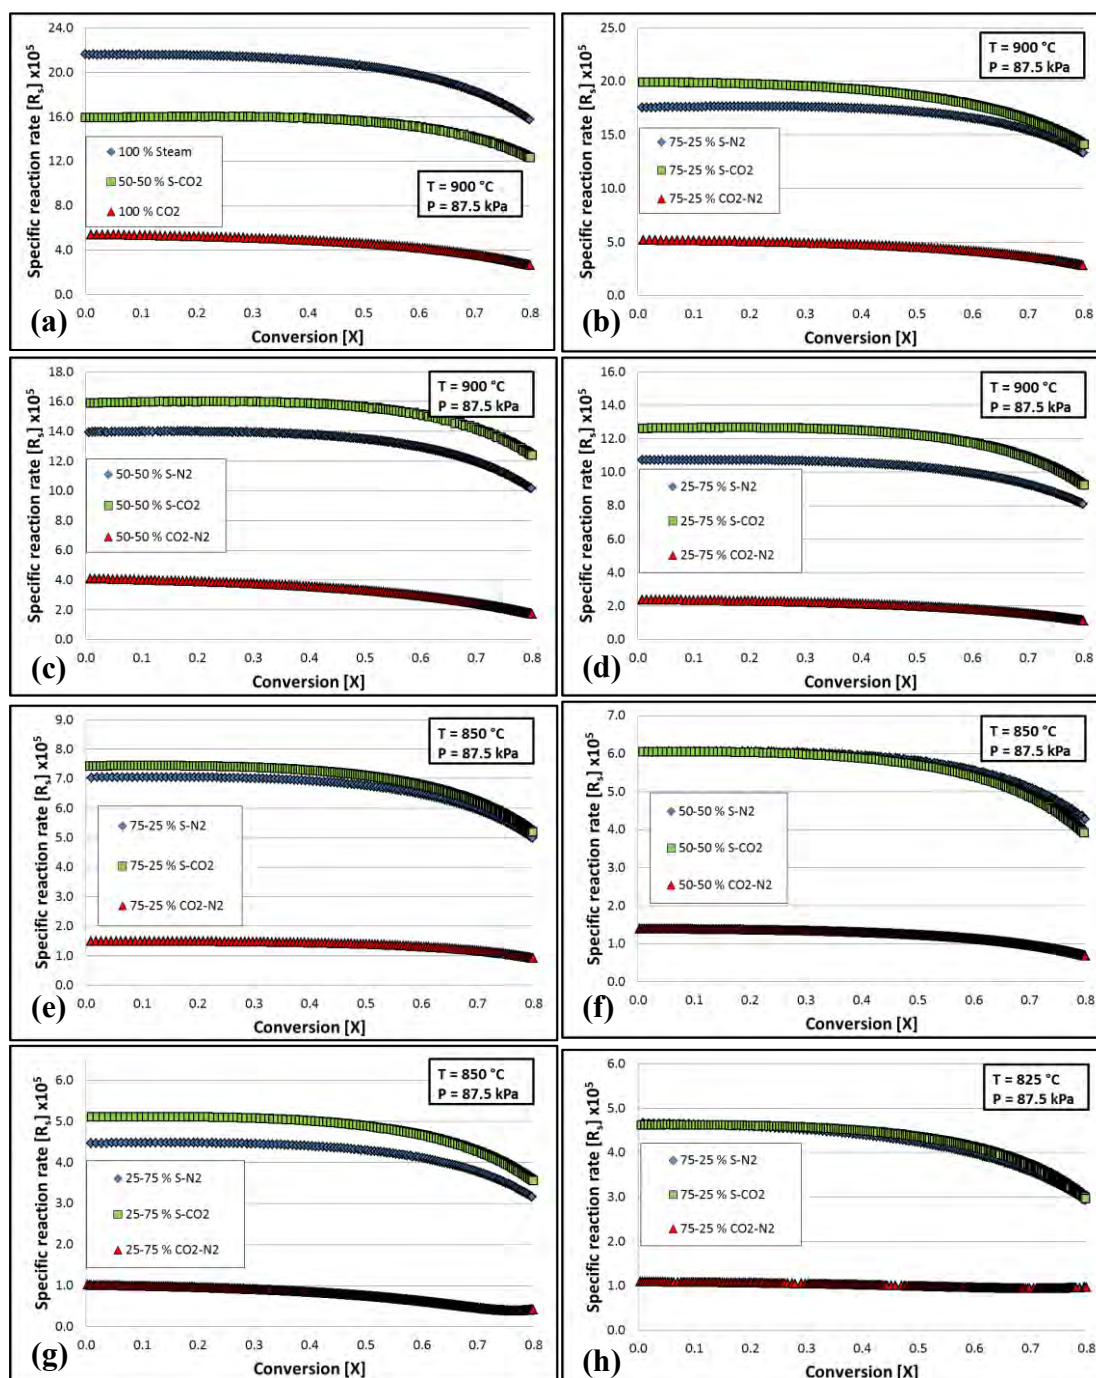 24.0
20.0
16.0
12.0
8.0
4.0
0.0
Specific reaction rate [Rs] x10⁵
100 % Steam
50-50 % S-CO2
100 % CO2
T = 900 °C
P = 87.5 kPa
0.0 0.1 0.2 0.3 0.4 0.5 0.6 0.7 0.8
Conversion [X]
(a)
25.0
20.0
15.0
10.0
5.0
0.0
Specific reaction rate [Rs] x10⁵
T = 900 °C
P = 87.5 kPa
75-25 % S-N2
75-25 % S-CO2
75-25 % CO2-N2
0.0 0.1 0.2 0.3 0.4 0.5 0.6 0.7 0.8
Conversion [X]
(b)
18.0
16.0
14.0
12.0
10.0
8.0
6.0
4.0
2.0
0.0
Specific reaction rate [Rs] x10⁵
T = 900 °C
P = 87.5 kPa
50-50 % S-N2
50-50 % S-CO2
50-50 % CO2-N2
0.0 0.1 0.2 0.3 0.4 0.5 0.6 0.7 0.8
Conversion [X]
(c)
16.0
14.0
12.0
10.0
8.0
6.0
4.0
2.0
0.0
Specific reaction rate [Rs] x10⁵
T = 900 °C
P = 87.5 kPa
25-75 % S-N2
25-75 % S-CO2
25-75 % CO2-N2
0.0 0.1 0.2 0.3 0.4 0.5 0.6 0.7 0.8
Conversion [X]
(d)
9.0
8.0
7.0
6.0
5.0
4.0
3.0
2.0
1.0
0.0
Specific reaction rate [Rs] x10⁵
T = 850 °C
P = 87.5 kPa
75-25 % S-N2
75-25 % S-CO2
75-25 % CO2-N2
0.0 0.1 0.2 0.3 0.4 0.5 0.6 0.7 0.8
Conversion [X]
(e)
7.0
6.0
5.0
4.0
3.0
2.0
1.0
0.0
Specific reaction rate [Rs] x10⁵
T = 850 °C
P = 87.5 kPa
50-50 % S-N2
50-50 % S-CO2
50-50 % CO2-N2
0.0 0.1 0.2 0.3 0.4 0.5 0.6 0.7 0.8
Conversion [X]
(f)
6.0
5.0
4.0
3.0
2.0
1.0
0.0
Specific reaction rate [Rs] x10⁵
T = 850 °C
P = 87.5 kPa
25-75 % S-N2
25-75 % S-CO2
25-75 % CO2-N2
0.0 0.1 0.2 0.3 0.4 0.5 0.6 0.7 0.8
Conversion [X]
(g)
6.0
5.0
4.0
3.0
2.0
1.0
0.0
Specific reaction rate [Rs] x10⁵
T = 825 °C
P = 87.5 kPa
75-25 % S-N2
75-25 % S-CO2
75-25 % CO2-N2
0.0 0.1 0.2 0.3 0.4 0.5 0.6 0.7 0.8
Conversion [X]
(h)